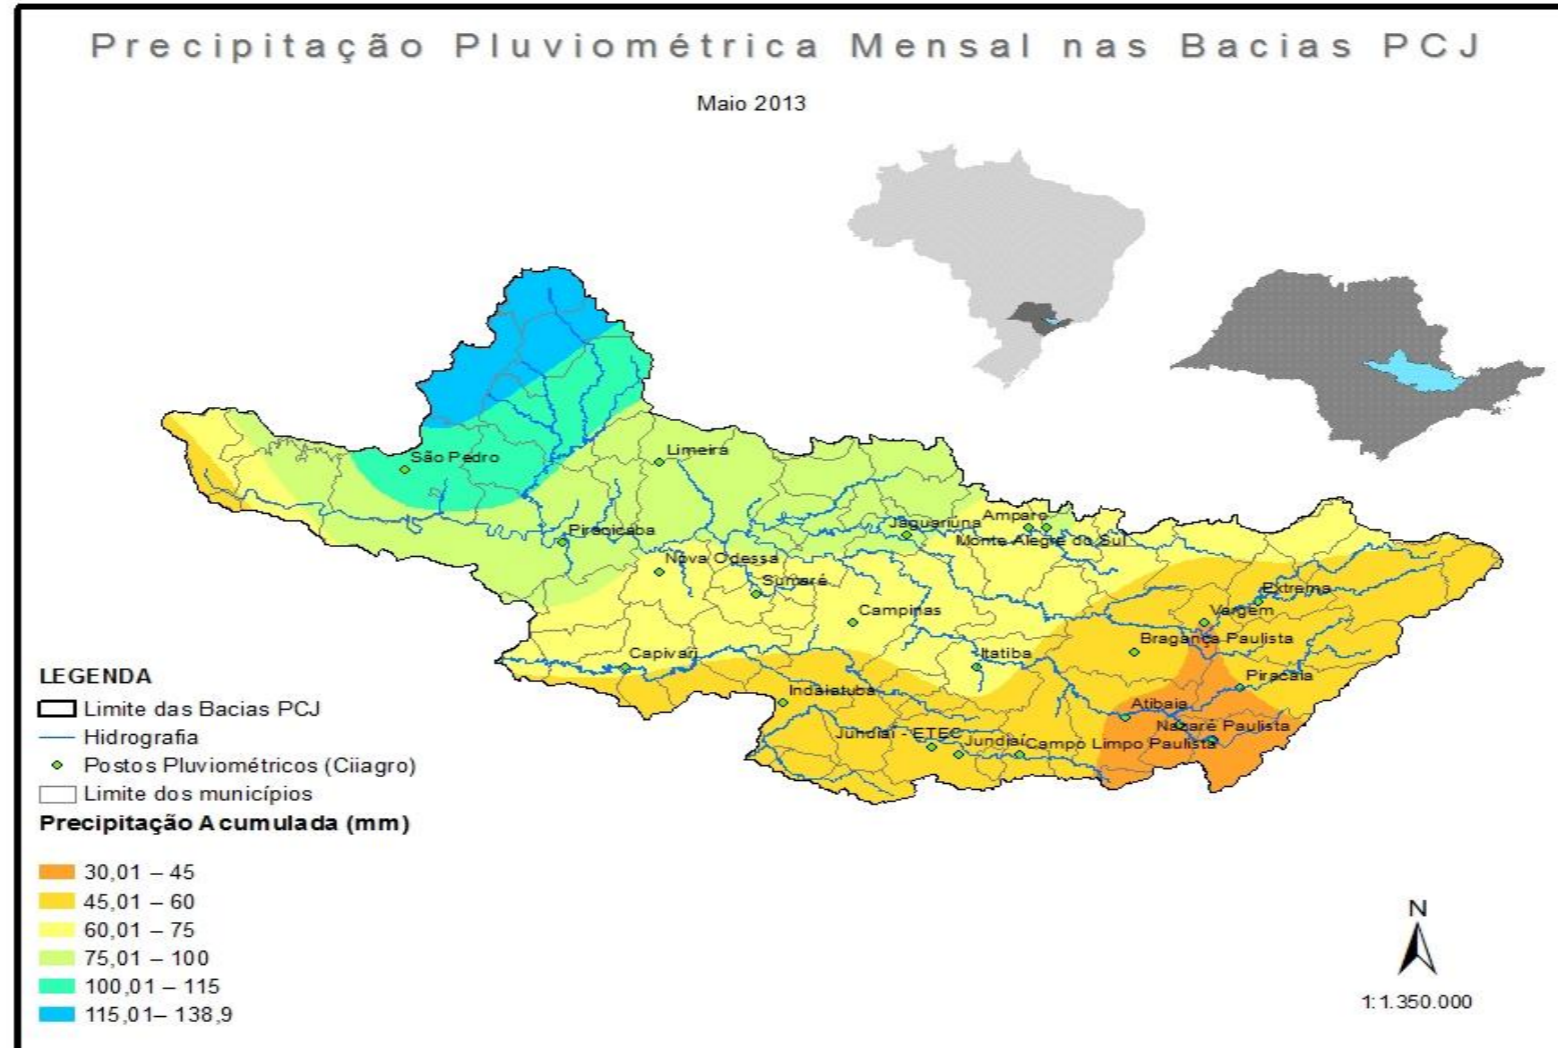 Precipitação Pluviométrica Mensal nas Bacias PCJ
Maio 2013
São Pedro
Limeira
Piracicaba
Jaguariúna
Amparo
Monte Alegre do Sul
Nova Odessa
Sumaré
Campinas
Extrema
Vargem
Bragança Paulista
Capivari
Itatiba
Piracaia
Indaiatuba
Atibaia
Nazaré Paulista
Jundiaí - ETEC
Jundiaí
Campo Limpo Paulista
LEGENDA
Limite das Bacias PCJ
Hidrografia
Postos Pluviométricos (Ciiagro)
Limite dos municípios
Precipitação Acumulada (mm)
30,01 – 45
45,01 – 60
60,01 – 75
75,01 – 100
100,01 – 115
115,01– 138,9
N
1:1.350.000